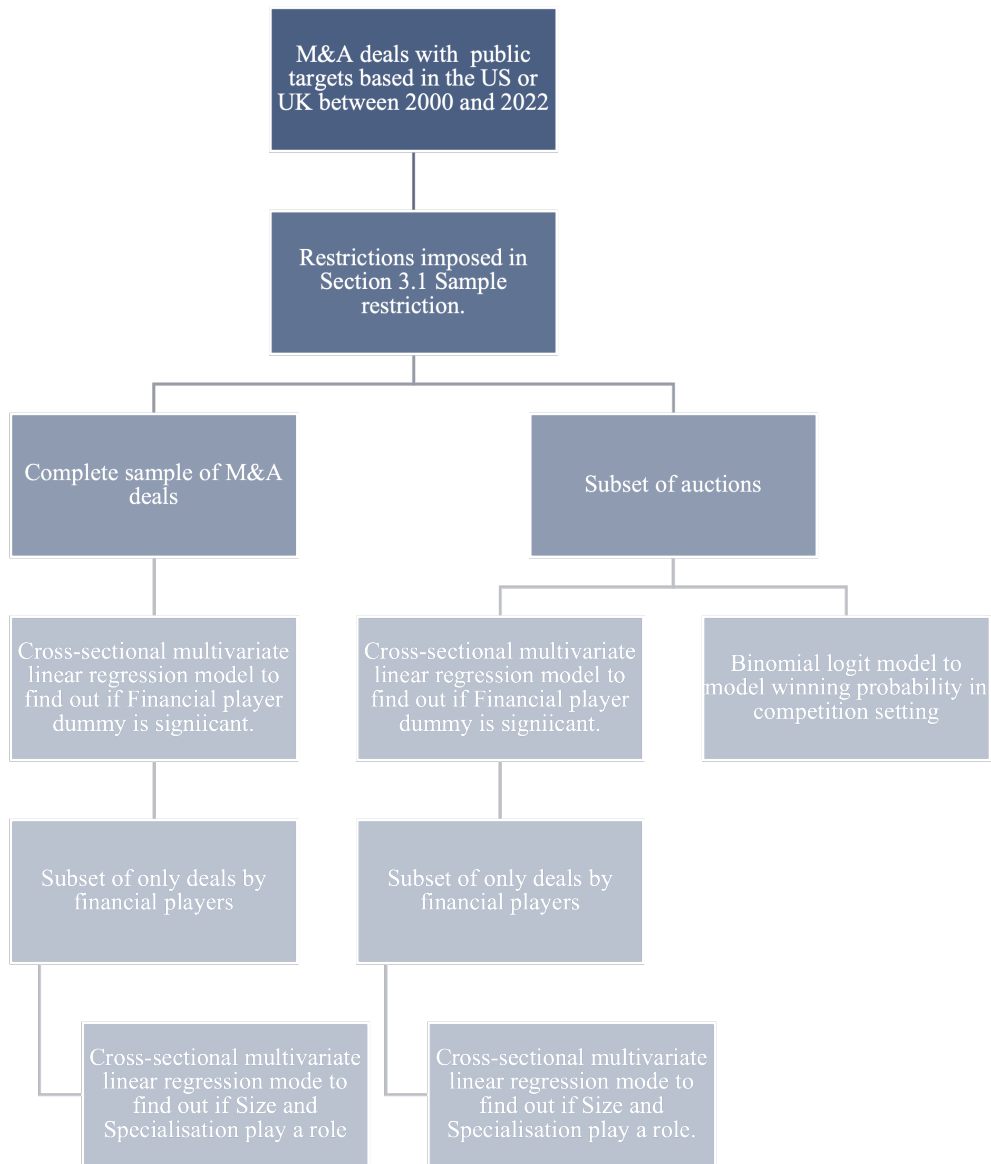 M&A deals with public
targets based in the US or
UK between 2000 and 2022
Restrictions imposed in
Section 3.1 Sample
restriction.
Complete sample of M&A
deals
Subset of auctions
Cross-sectional multivariate
linear regression model to
find out if Financial player
dummy is signiicant.
Cross-sectional multivariate
linear regression model to
find out if Financial player
dummy is signiicant.
Binomial logit model to
model winning probability in
competition setting
Subset of only deals by
financial players
Subset of only deals by
financial players
Cross-sectional multivariate
linear regression mode to
find out if Size and
Specialisation play a role
Cross-sectional multivariate
linear regression mode to
find out if Size and
Specialisation play a role.